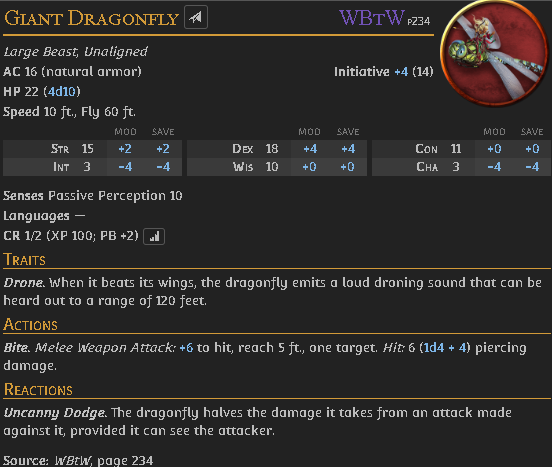 Giant Dragonfly WBtW P234
Large Beast, Unaligned
AC 16 (natural armor) Initiative +4 (14)
HP 22 (4d10)
Speed 10 ft., Fly 60 ft.
MOD SAVE MOD SAVE MOD SAVE
Str 15 +2 +2 Dex 18 +4 +4 Con 11 +0 +0
Int 3 −4 −4 Wis 10 +0 +0 Cha 3 −4 −4
Senses Passive Perception 10
Languages —
CR 1/2 (XP 100; PB +2)
Traits
Drone. When it beats its wings, the dragonfly emits a loud droning sound that can be
heard out to a range of 120 feet.
Actions
Bite. Melee Weapon Attack: +6 to hit, reach 5 ft., one target. Hit: 6 (1d4 + 4) piercing
damage.
Reactions
Uncanny Dodge. The dragonfly halves the damage it takes from an attack made
against it, provided it can see the attacker.
Source: WBtW, page 234